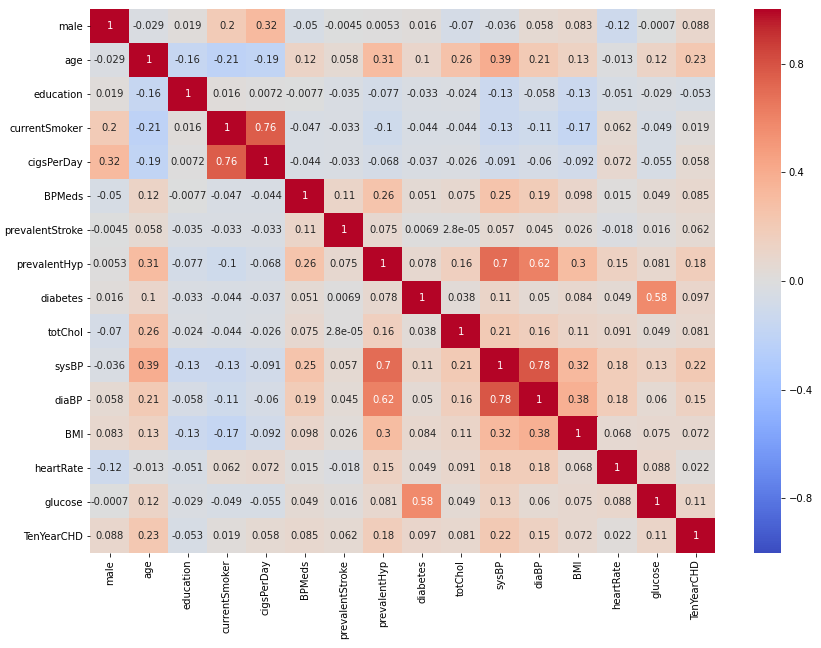 male 1 -0.029 0.019 0.2 0.32 -0.05 -0.0045 0.0053 0.016 -0.07 -0.036 0.058 0.083 -0.12 -0.0007 0.088
age -0.029 1 -0.16 -0.21 -0.19 0.12 0.058 0.31 0.1 0.26 0.39 0.21 0.13 -0.013 0.12 0.23
education 0.019 -0.16 1 0.016 0.0072 -0.0077 -0.035 -0.077 -0.033 -0.024 -0.13 -0.058 -0.13 -0.051 -0.029 -0.053
currentSmoker 0.2 -0.21 0.016 1 0.76 -0.047 -0.033 -0.1 -0.044 -0.044 -0.13 -0.11 -0.17 0.062 -0.049 0.019
cigsPerDay 0.32 -0.19 0.0072 0.76 1 -0.044 -0.033 -0.068 -0.037 -0.026 -0.091 -0.06 -0.092 0.072 -0.055 0.058
BPMeds -0.05 0.12 -0.0077 -0.047 -0.044 1 0.11 0.26 0.051 0.075 0.25 0.19 0.098 0.015 0.049 0.085
prevalentStroke -0.0045 0.058 -0.035 -0.033 -0.033 0.11 1 0.075 0.0069 2.8e-05 0.057 0.045 0.026 -0.018 0.016 0.062
prevalentHyp 0.0053 0.31 -0.077 -0.1 -0.068 0.26 0.075 1 0.078 0.16 0.7 0.62 0.3 0.15 0.081 0.18
diabetes 0.016 0.1 -0.033 -0.044 -0.037 0.051 0.0069 0.078 1 0.038 0.11 0.05 0.084 0.049 0.58 0.097
totChol -0.07 0.26 -0.024 -0.044 -0.026 0.075 2.8e-05 0.16 0.038 1 0.21 0.16 0.11 0.091 0.049 0.081
sysBP -0.036 0.39 -0.13 -0.13 -0.091 0.25 0.057 0.7 0.11 0.21 1 0.78 0.32 0.18 0.13 0.22
diaBP 0.058 0.21 -0.058 -0.11 -0.06 0.19 0.045 0.62 0.05 0.16 0.78 1 0.38 0.18 0.06 0.15
BMI 0.083 0.13 -0.13 -0.17 -0.092 0.098 0.026 0.3 0.084 0.11 0.32 0.38 1 0.068 0.075 0.072
heartRate -0.12 -0.013 -0.051 0.062 0.072 0.015 -0.018 0.15 0.049 0.091 0.18 0.18 0.068 1 0.088 0.022
glucose -0.0007 0.12 -0.029 -0.049 -0.055 0.049 0.016 0.081 0.58 0.049 0.13 0.06 0.075 0.088 1 0.11
TenYearCHD 0.088 0.23 -0.053 0.019 0.058 0.085 0.062 0.18 0.097 0.081 0.22 0.15 0.072 0.022 0.11 1
male age education currentSmoker cigsPerDay BPMeds prevalentStroke prevalentHyp diabetes totChol sysBP diaBP BMI heartRate glucose TenYearCHD
0.8
0.4
0.0
-0.4
-0.8